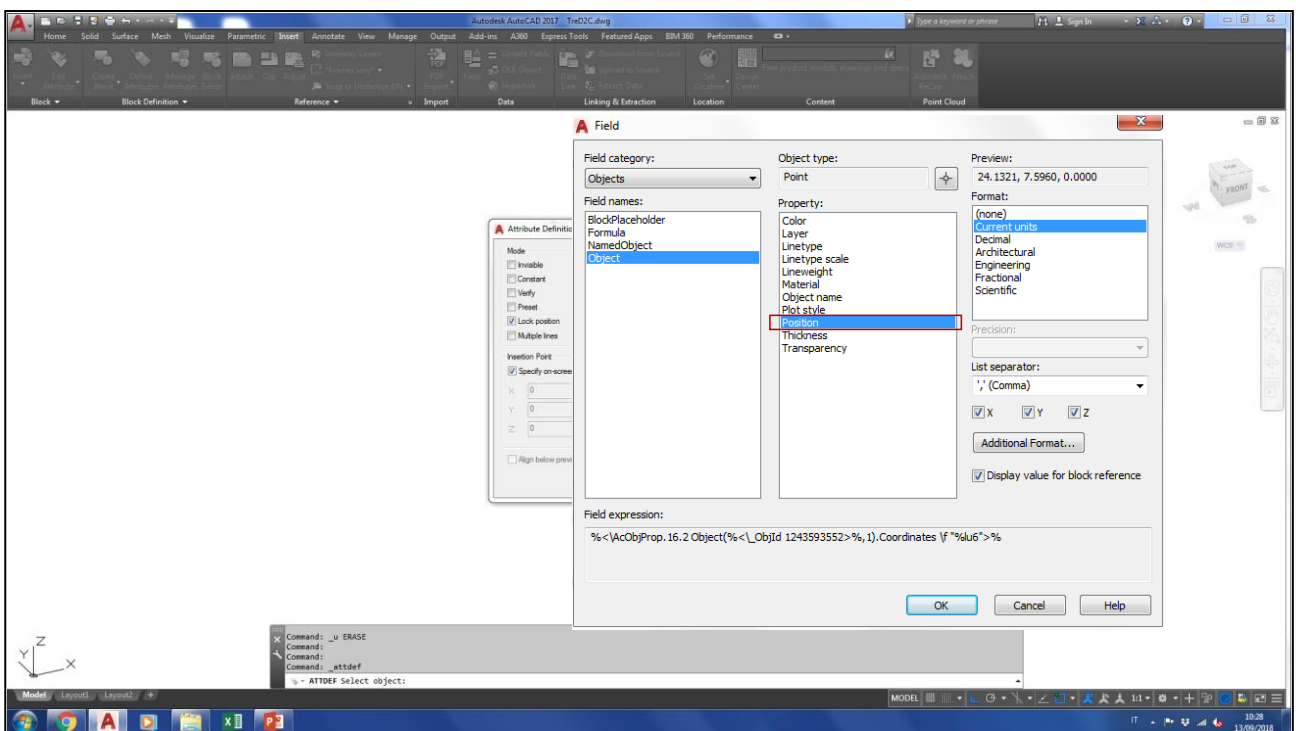 Autodesk AutoCAD 2017 TreD2C.dwg
Type a keyword or phrase
Sign In
Home Solid Surface Mesh Visualize Parametric Insert Annotate View Manage Output Add-ins A360 Express Tools Featured Apps BIM 360 Performance
Block
Block Definition
Reference
Import
Data
Linking & Extraction
Location
Content
Point Cloud
Field
Field category:
Objects
Field names:
BlockPlaceholder
Formula
NamedObject
Object
Object type:
Point
Property:
Color
Layer
Linetype
Linetype scale
Lineweight
Material
Object name
Plot style
Position
Thickness
Transparency
Preview:
24.1321, 7.5960, 0.0000
Format:
(none)
Current units
Decimal
Architectural
Engineering
Fractional
Scientific
Precision:
List separator:
',' (Comma)
X Y Z
Additional Format...
Display value for block reference
Field expression:
%<\AcObjProp.16.2 Object(%<\_ObjId 1243593552>%,1).Coordinates \f "%lu6">%
OK Cancel Help
Attribute Definitio
Mode
Invisible
Constant
Verify
Preset
Lock position
Multiple lines
Insertion Point
Specify on-scree
X: 0
Y: 0
Z: 0
Align below previ
TOP
FRONT
WCS
Z
Y
X
Command: _u ERASE
Command:
Command:
Command: _attdef
- ATTDEF Select object:
Model Layout1 Layout2 +
MODEL
1:1
IT
10:28
13/09/2018